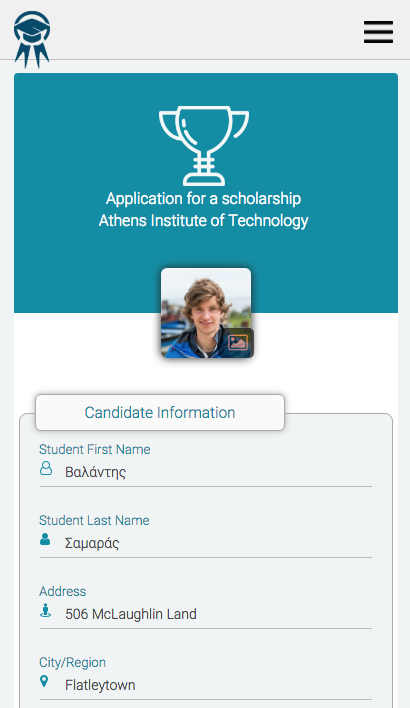 Application for a scholarship
Athens Institute of Technology
Candidate Information
Student First Name
Βαλάντης
Student Last Name
Σαμαράς
Address
506 McLaughlin Land
City/Region
Flatleytown